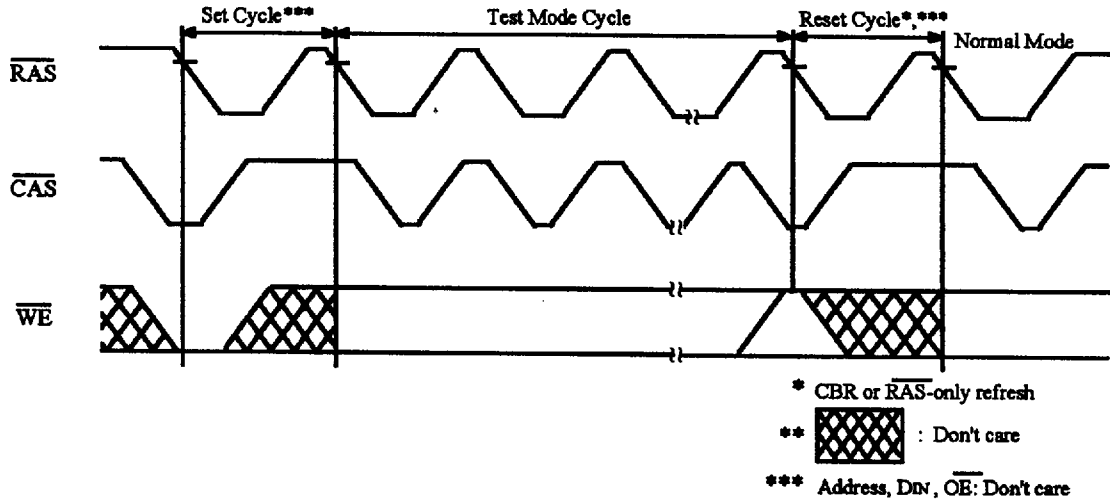 Set Cycle***
Test Mode Cycle
Reset Cycle*,***
Normal Mode
RAS
CAS
WE
* CBR or RAS-only refresh
** : Don't care
*** Address, DIN , OE: Don't care